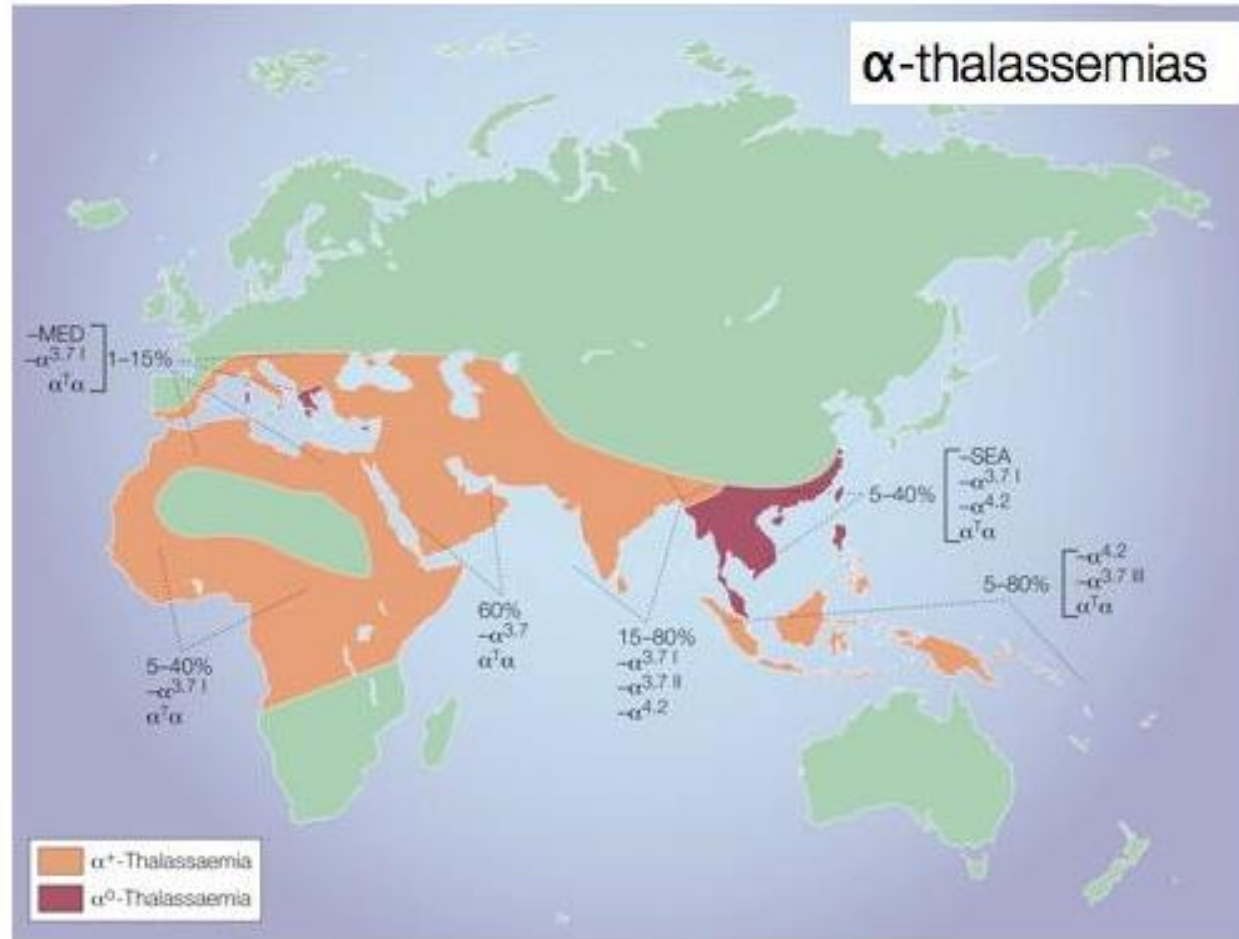 α-thalassemias
–MED
–α3.7 I
αTα
1–15%
5–40%
–SEA
–α3.7 I
–α4.2
αTα
5–80%
–α4.2
–α3.7 III
αTα
60%
–α3.7
αTα
15–80%
–α3.7 I
–α3.7 II
–α4.2
5–40%
–α3.7 I
αTα
α+-Thalassaemia
α0-Thalassaemia